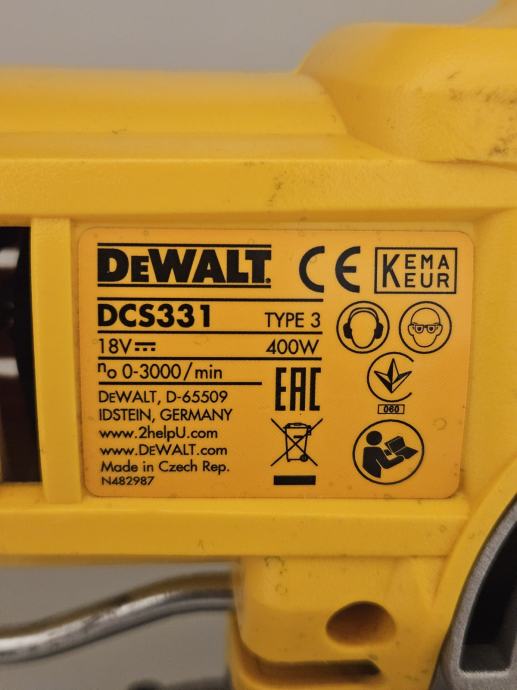 DEWALT.
CE
KEMA
KEUR
DCS331 TYPE 3
18V⎓ 400W
n₀ 0-3000/min
EAC
DEWALT, D-65509
IDSTEIN, GERMANY
www.2helpU.com
www.DEWALT.com
Made in Czech Rep.
N482987
060